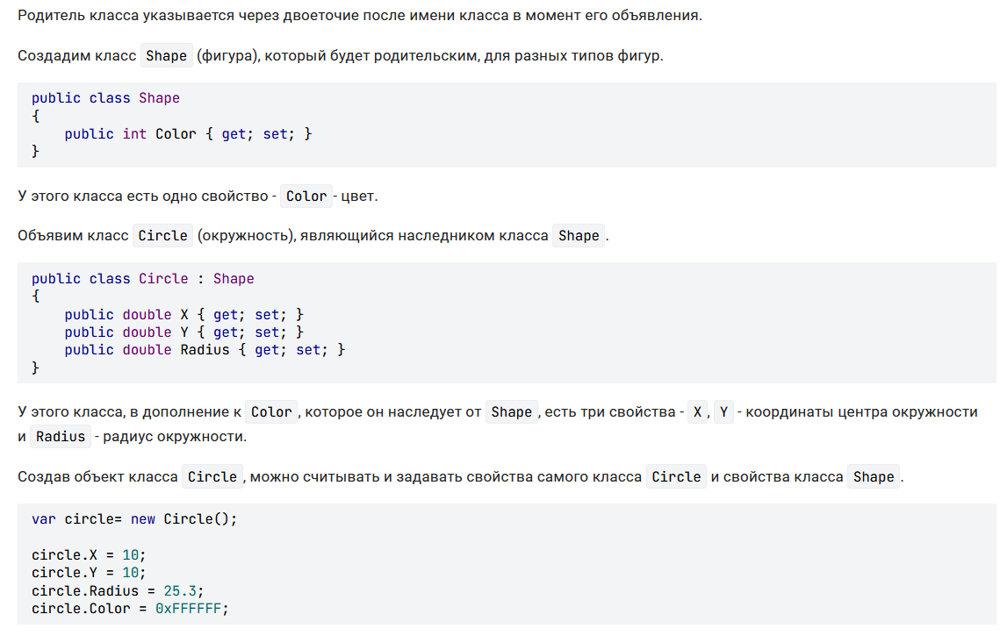 Родитель класса указывается через двоеточие после имени класса в момент его объявления.
Создадим класс Shape (фигура), который будет родительским, для разных типов фигур.
public class Shape
{
    public int Color { get; set; }
}
У этого класса есть одно свойство - Color - цвет.
Объявим класс Circle (окружность), являющийся наследником класса Shape.
public class Circle : Shape
{
    public double X { get; set; }
    public double Y { get; set; }
    public double Radius { get; set; }
}
У этого класса, в дополнение к Color, которое он наследует от Shape, есть три свойства - X, Y - координаты центра окружности
и Radius - радиус окружности.
Создав объект класса Circle, можно считывать и задавать свойства самого класса Circle и свойства класса Shape.
var circle= new Circle();
circle.X = 10;
circle.Y = 10;
circle.Radius = 25.3;
circle.Color = 0xFFFFFF;